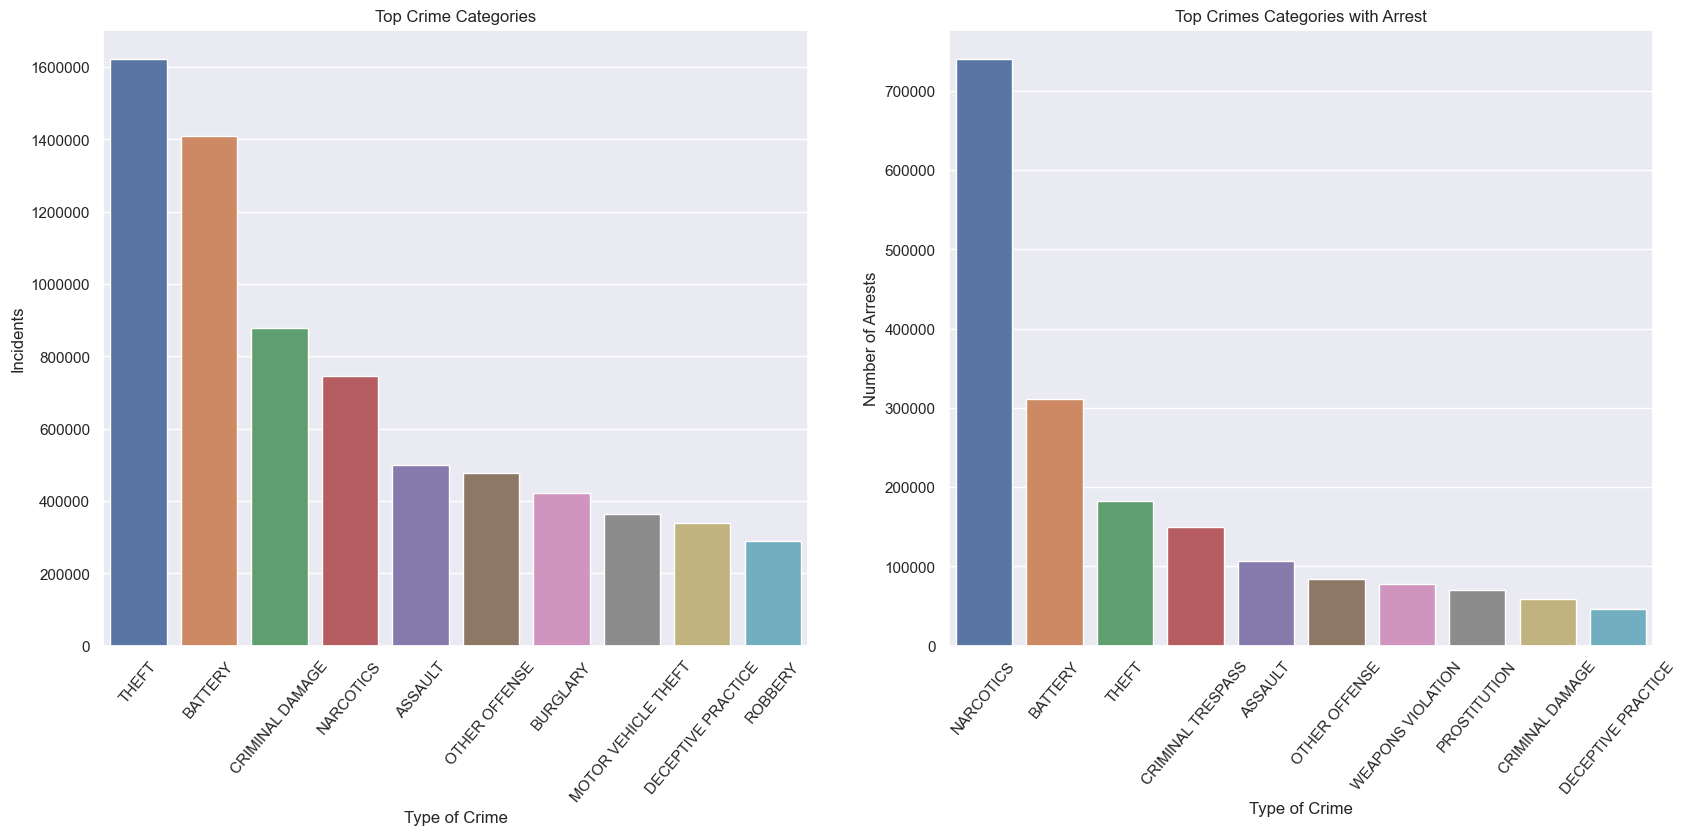 Top Crime Categories
Incidents
1600000
1400000
1200000
1000000
800000
600000
400000
200000
0
THEFT
BATTERY
CRIMINAL DAMAGE
NARCOTICS
ASSAULT
OTHER OFFENSE
BURGLARY
MOTOR VEHICLE THEFT
DECEPTIVE PRACTICE
ROBBERY
Type of Crime
Top Crimes Categories with Arrest
Number of Arrests
700000
600000
500000
400000
300000
200000
100000
0
NARCOTICS
BATTERY
THEFT
CRIMINAL TRESPASS
ASSAULT
OTHER OFFENSE
WEAPONS VIOLATION
PROSTITUTION
CRIMINAL DAMAGE
DECEPTIVE PRACTICE
Type of Crime